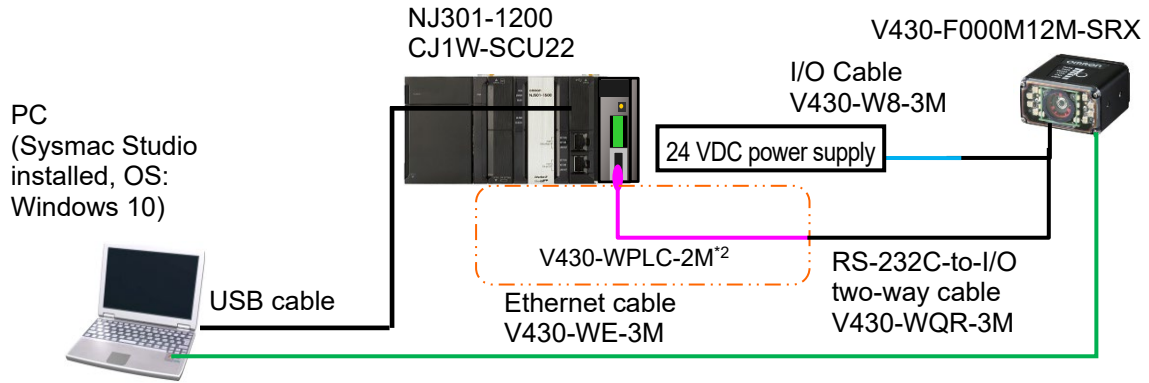 NJ301-1200
CJ1W-SCU22
V430-F000M12M-SRX
I/O Cable
V430-W8-3M
PC
(Sysmac Studio
installed, OS:
Windows 10)
24 VDC power supply
V430-WPLC-2M*2
RS-232C-to-I/O
two-way cable
V430-WQR-3M
USB cable
Ethernet cable
V430-WE-3M